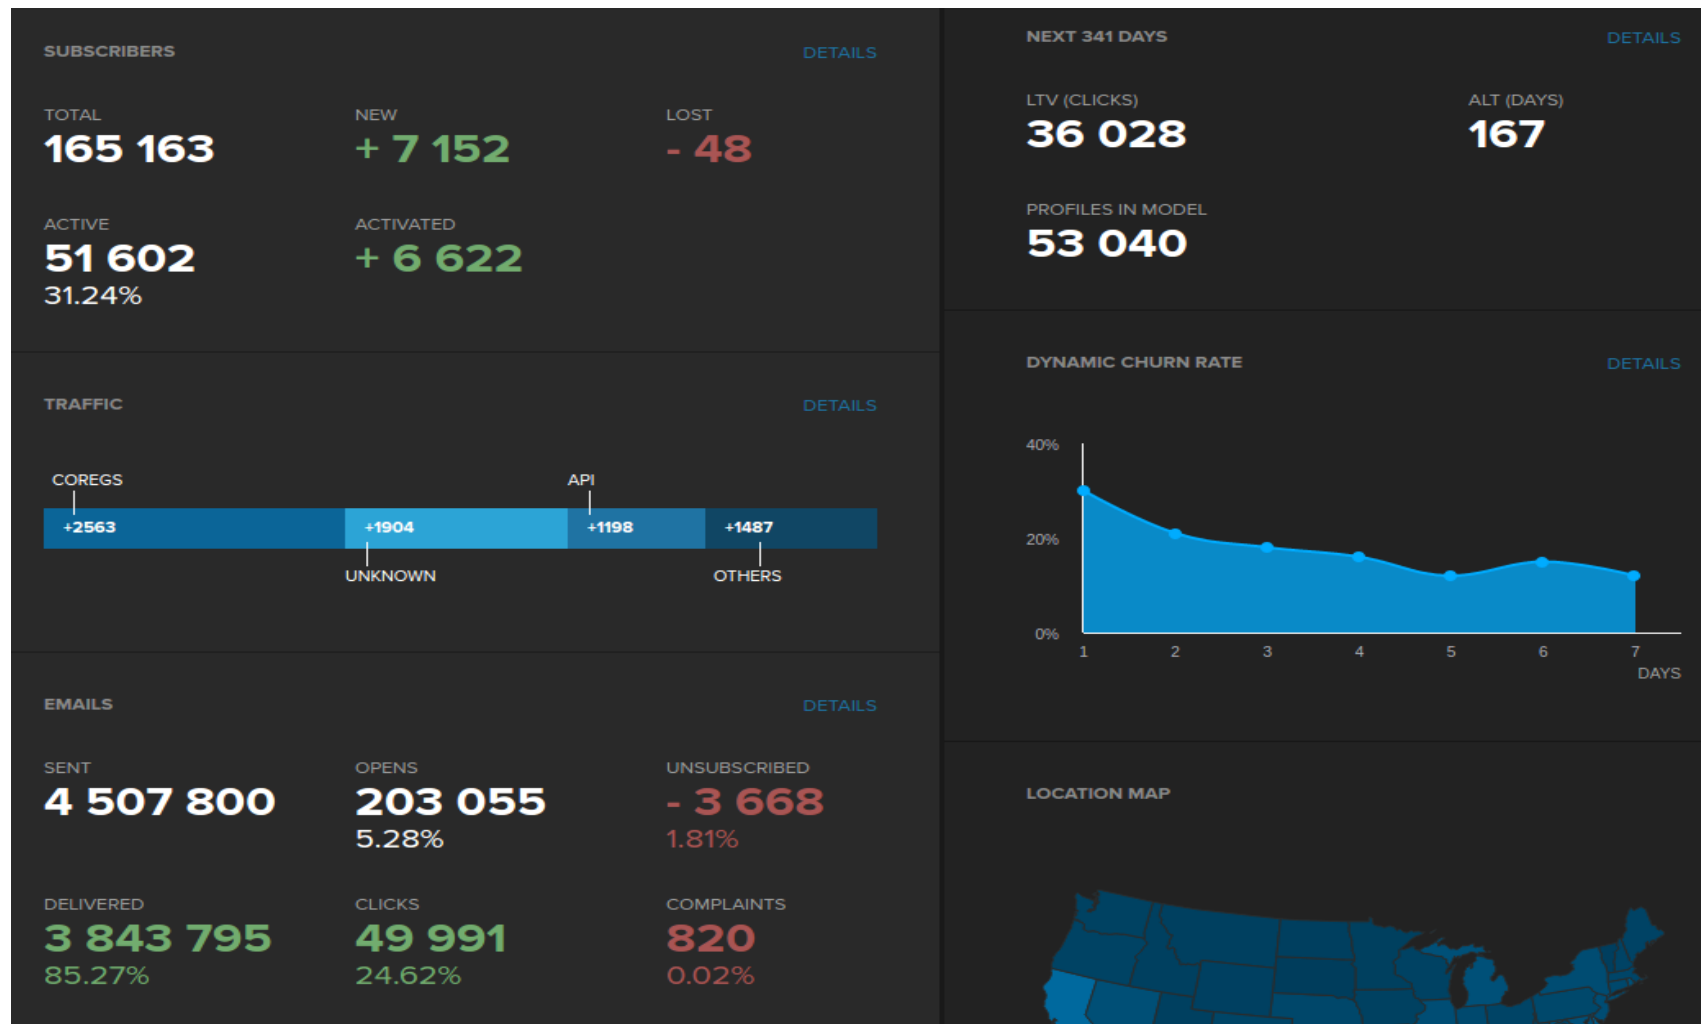 SUBSCRIBERS DETAILS
TOTAL NEW LOST
165 163 + 7 152 - 48
ACTIVE ACTIVATED
51 602 + 6 622
31.24%
TRAFFIC DETAILS
COREGS API
+2563 +1904 +1198 +1487
UNKNOWN OTHERS
EMAILS DETAILS
SENT OPENS UNSUBSCRIBED
4 507 800 203 055 - 3 668
5.28% 1.81%
DELIVERED CLICKS COMPLAINTS
3 843 795 49 991 820
85.27% 24.62% 0.02%
NEXT 341 DAYS DETAILS
LTV (CLICKS) ALT (DAYS)
36 028 167
PROFILES IN MODEL
53 040
DYNAMIC CHURN RATE DETAILS
40%
20%
0%
1 2 3 4 5 6 7
DAYS
LOCATION MAP